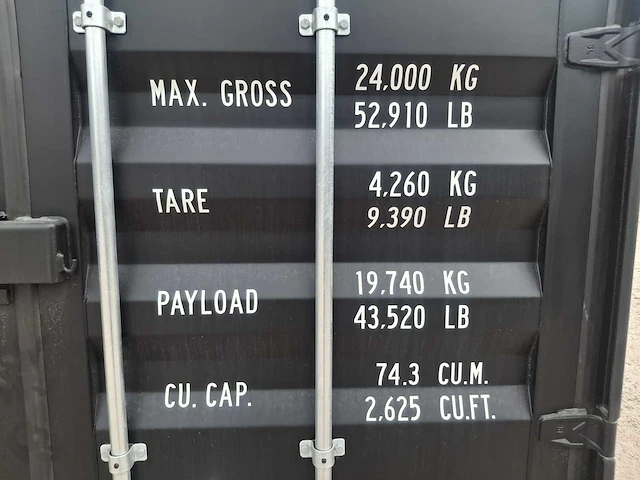 MAX. GROSS 24,000 KG
52,910 LB
TARE 4,260 KG
9,390 LB
PAYLOAD 19,740 KG
43,520 LB
CU. CAP. 74.3 CU.M.
2,625 CU.FT.